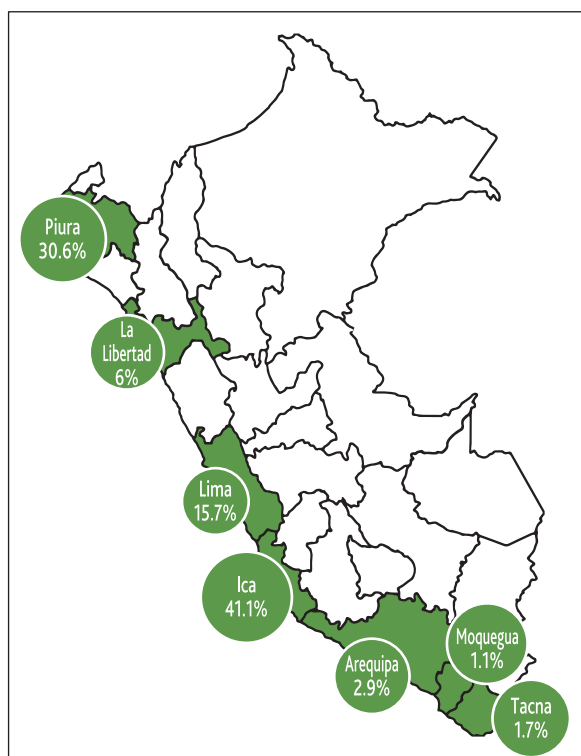 Piura
30.6%
La
Libertad
6%
Lima
15.7%
Ica
41.1%
Arequipa
2.9%
Moquegua
1.1%
Tacna
1.7%